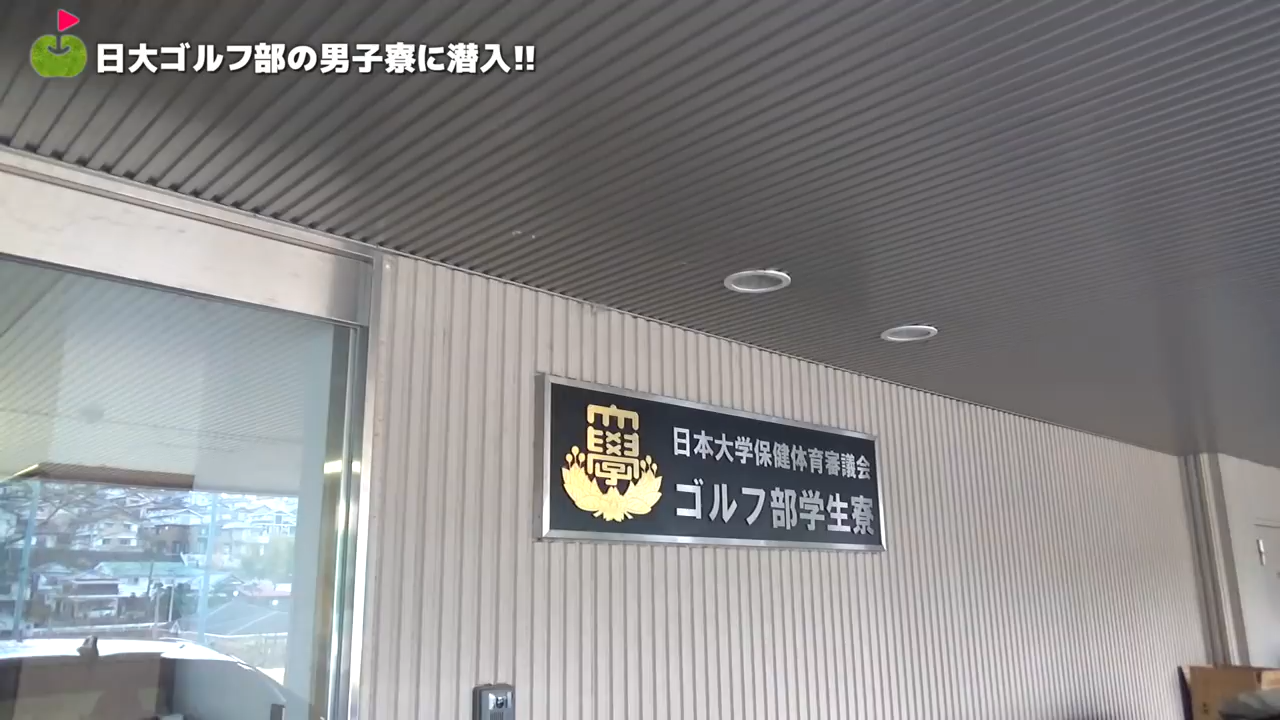 日大ゴルフ部の男子寮に潜入!!
日本大学保健体育審議会
ゴルフ部学生寮